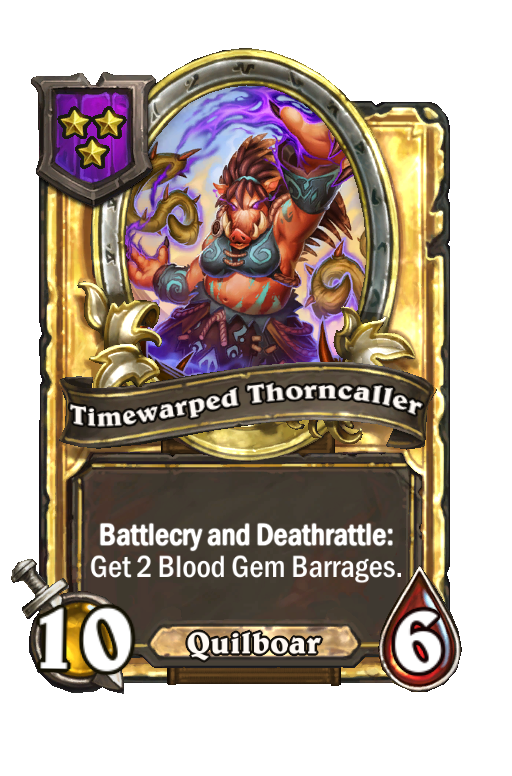 Timewarped Thorncaller
Battlecry and Deathrattle:
Get 2 Blood Gem Barrages.
10
Quilboar
6